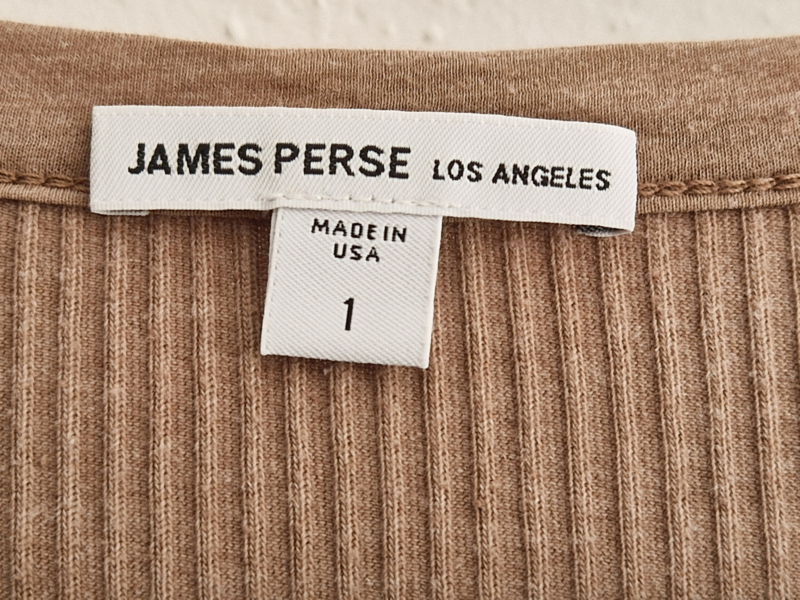 JAMES PERSE LOS ANGELES
MADE IN
USA
1